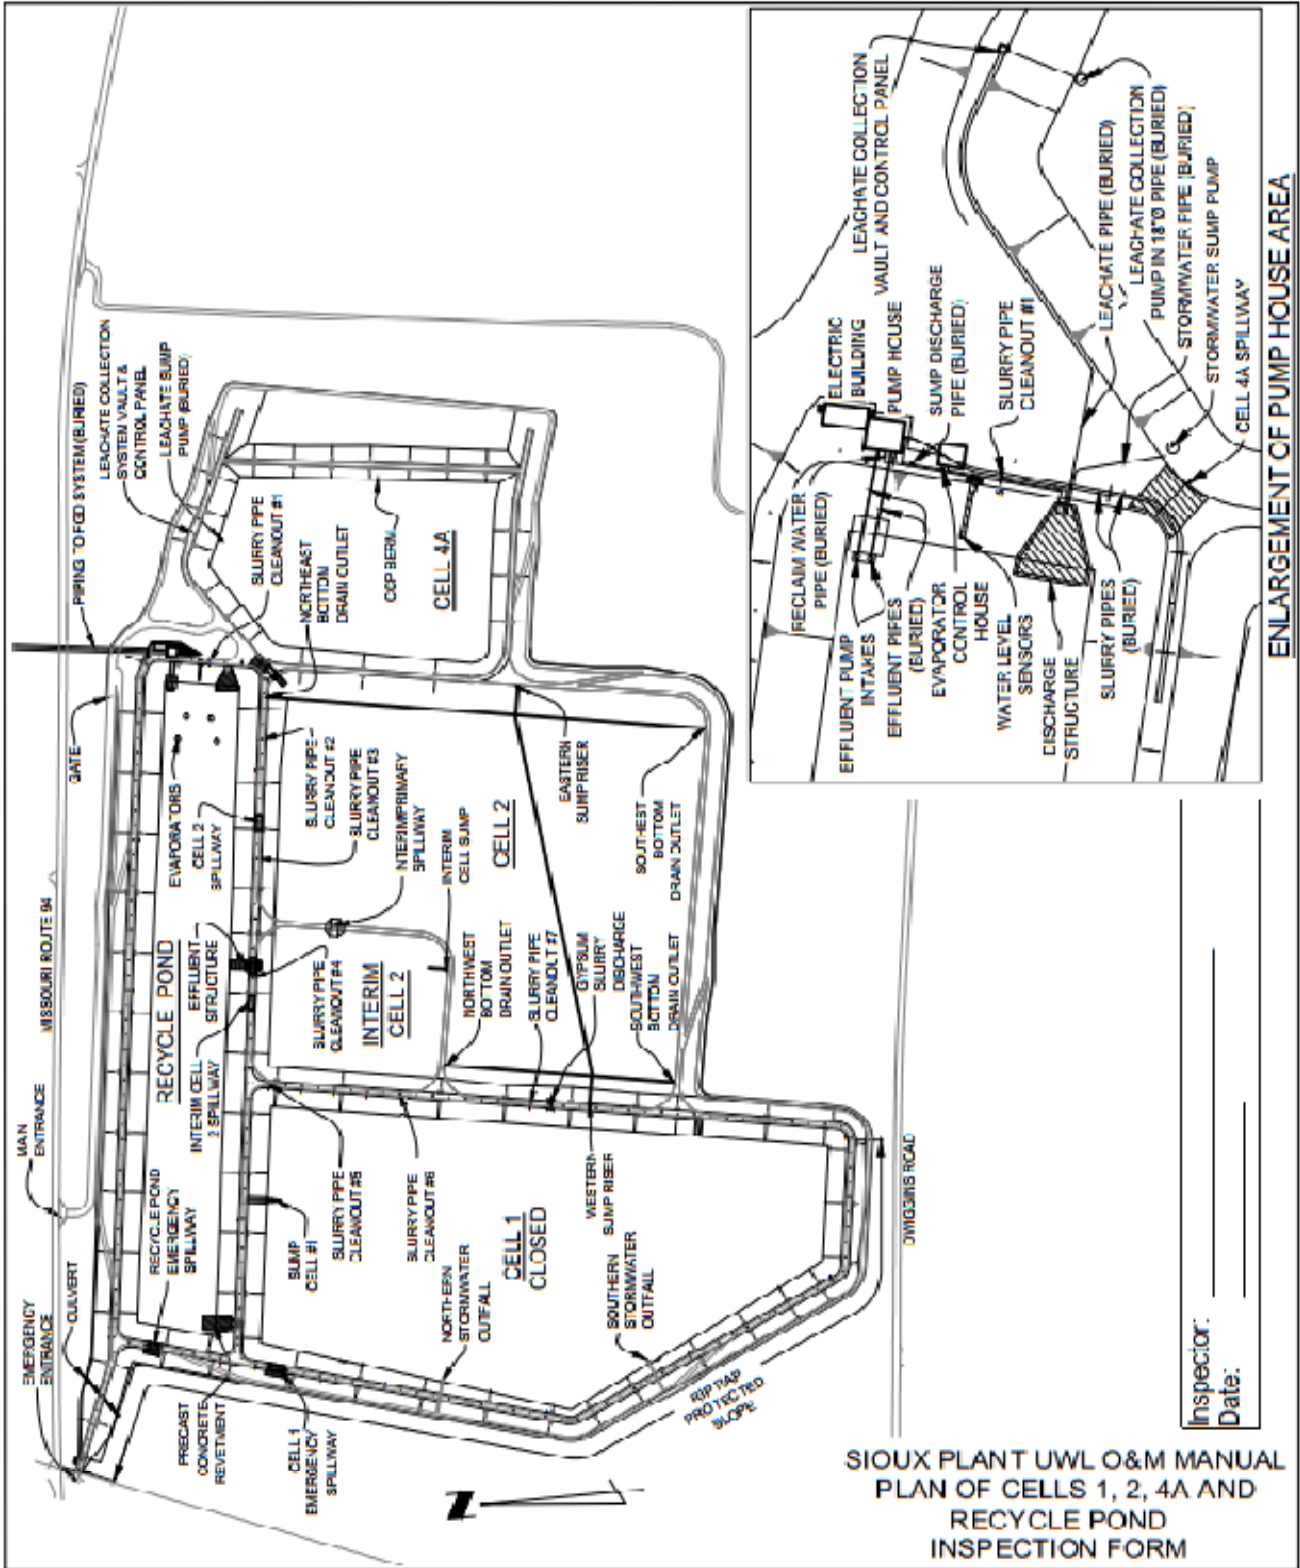 PIPING TO FGD SYSTEM (BURIED)
LEACHATE COLLECTION
SYSTEM VAULT &
CONTROL PANEL
LEACHATE SUMP
PUMP (BURIED)
GATE
SLURRY PIPE
CLEANOUT #1
NORTHEAST
BOTTOM
DRAIN OUTLET
CELL 4A
MISSOURI ROUTE 94
EVAPORATORS
CELL 2
SPILLWAY
SLURRY PIPE
CLEANOUT #2
SLURRY PIPE
CLEANOUT #3
INTERIM PRIMARY
SPILLWAY
INTERIM
CELL SUMP
CELL 2
EASTERN
SUMP RISER
SOUTHEST
BOTTOM
DRAIN OUTLET
RECYCLE POND
EFFLUENT
STRUCTURE
INTERIM CELL
2 SPILLWAY
SLURRY PIPE
CLEANOUT #4
INTERIM
CELL 2
NORTHWEST
BOTTOM
DRAIN OUTLET
SLURRY PIPE
CLEANOUT #7
GYPSUM
SLURRY
DISCHARGE
SOUTHWEST
BOTTOM
DRAIN OUTLET
MAIN
ENTRANCE
RECYCLE POND
EMERGENCY
SPILLWAY
SUMP
CELL #1
SLURRY PIPE
CLEANOUT #5
SLURRY PIPE
CLEANOUT #6
WESTERN
SUMP RISER
CELL 1
CLOSED
NORTHERN
STORMWATER
OUTFALL
SOUTHERN
STORMWATER
OUTFALL
DWIGGINS ROAD
EMERGENCY
ENTRANCE
CULVERT
PRECAST
CONCRETE
REVETMENT
CELL 1
EMERGENCY
SPILLWAY
RIP RAP
PROTECTED
SLOPE
N
LEACHATE COLLECTION
VAULT AND CONTROL PANEL
ELECTRIC
BUILDING
PUMP HOUSE
SUMP DISCHARGE
PIPE (BURIED)
SLURRY PIPE
CLEANOUT #1
LEACHATE PIPE (BURIED)
LEACHATE COLLECTION
PUMP IN 18"Ø PIPE (BURIED)
STORMWATER PIPE (BURIED)
STORMWATER SUMP PUMP
CELL 4A SPILLWAY
RECLAIM WATER
PIPE (BURIED)
EFFLUENT PUMP
INTAKES
EFFLUENT PIPES
(BURIED)
EVAPORATOR
CONTROL
HOUSE
WATER LEVEL
SENSORS
DISCHARGE
STRUCTURE
SLURRY PIPES
(BURIED)
ENLARGEMENT OF PUMP HOUSE AREA
Inspector:
Date:
SIOUX PLANT UWL O&M MANUAL
PLAN OF CELLS 1, 2, 4A AND
RECYCLE POND
INSPECTION FORM